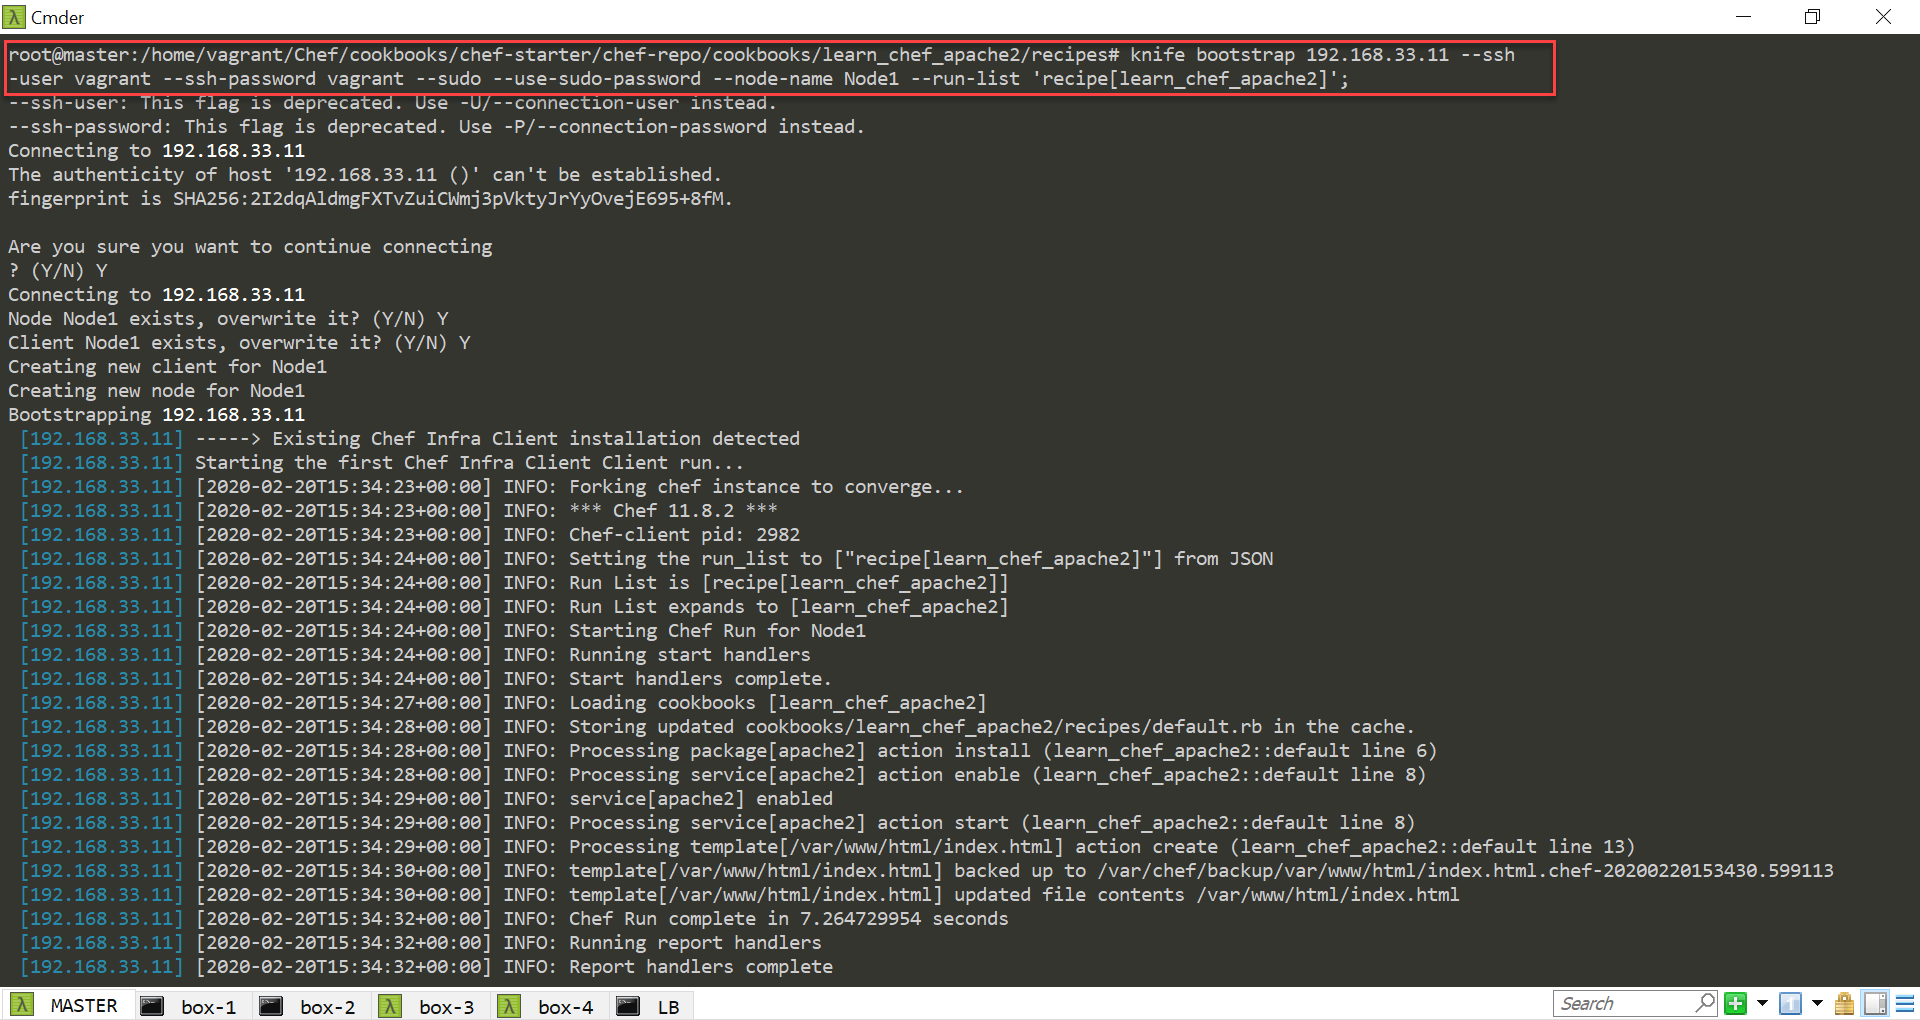 Cmder
root@master:/home/vagrant/Chef/cookbooks/chef-starter/chef-repo/cookbooks/learn_chef_apache2/recipes# knife bootstrap 192.168.33.11 --ssh
-user vagrant --ssh-password vagrant --sudo --use-sudo-password --node-name Node1 --run-list 'recipe[learn_chef_apache2]';
--ssh-user: This flag is deprecated. Use -U/--connection-user instead.
--ssh-password: This flag is deprecated. Use -P/--connection-password instead.
Connecting to 192.168.33.11
The authenticity of host '192.168.33.11 ()' can't be established.
fingerprint is SHA256:2I2dqAldmgFXTvZuiCWmj3pVktyJrYyOvejE695+8fM.
Are you sure you want to continue connecting
? (Y/N) Y
Connecting to 192.168.33.11
Node Node1 exists, overwrite it? (Y/N) Y
Client Node1 exists, overwrite it? (Y/N) Y
Creating new client for Node1
Creating new node for Node1
Bootstrapping 192.168.33.11
[192.168.33.11] -----> Existing Chef Infra Client installation detected
[192.168.33.11] Starting the first Chef Infra Client Client run...
[192.168.33.11] [2020-02-20T15:34:23+00:00] INFO: Forking chef instance to converge...
[192.168.33.11] [2020-02-20T15:34:23+00:00] INFO: *** Chef 11.8.2 ***
[192.168.33.11] [2020-02-20T15:34:23+00:00] INFO: Chef-client pid: 2982
[192.168.33.11] [2020-02-20T15:34:24+00:00] INFO: Setting the run_list to ["recipe[learn_chef_apache2]"] from JSON
[192.168.33.11] [2020-02-20T15:34:24+00:00] INFO: Run List is [recipe[learn_chef_apache2]]
[192.168.33.11] [2020-02-20T15:34:24+00:00] INFO: Run List expands to [learn_chef_apache2]
[192.168.33.11] [2020-02-20T15:34:24+00:00] INFO: Starting Chef Run for Node1
[192.168.33.11] [2020-02-20T15:34:24+00:00] INFO: Running start handlers
[192.168.33.11] [2020-02-20T15:34:24+00:00] INFO: Start handlers complete.
[192.168.33.11] [2020-02-20T15:34:27+00:00] INFO: Loading cookbooks [learn_chef_apache2]
[192.168.33.11] [2020-02-20T15:34:28+00:00] INFO: Storing updated cookbooks/learn_chef_apache2/recipes/default.rb in the cache.
[192.168.33.11] [2020-02-20T15:34:28+00:00] INFO: Processing package[apache2] action install (learn_chef_apache2::default line 6)
[192.168.33.11] [2020-02-20T15:34:28+00:00] INFO: Processing service[apache2] action enable (learn_chef_apache2::default line 8)
[192.168.33.11] [2020-02-20T15:34:29+00:00] INFO: service[apache2] enabled
[192.168.33.11] [2020-02-20T15:34:29+00:00] INFO: Processing service[apache2] action start (learn_chef_apache2::default line 8)
[192.168.33.11] [2020-02-20T15:34:29+00:00] INFO: Processing template[/var/www/html/index.html] action create (learn_chef_apache2::default line 13)
[192.168.33.11] [2020-02-20T15:34:30+00:00] INFO: template[/var/www/html/index.html] backed up to /var/chef/backup/var/www/html/index.html.chef-20200220153430.599113
[192.168.33.11] [2020-02-20T15:34:30+00:00] INFO: template[/var/www/html/index.html] updated file contents /var/www/html/index.html
[192.168.33.11] [2020-02-20T15:34:32+00:00] INFO: Chef Run complete in 7.264729954 seconds
[192.168.33.11] [2020-02-20T15:34:32+00:00] INFO: Running report handlers
[192.168.33.11] [2020-02-20T15:34:32+00:00] INFO: Report handlers complete
λ MASTER box-1 box-2 λ box-3 λ box-4 LB Search